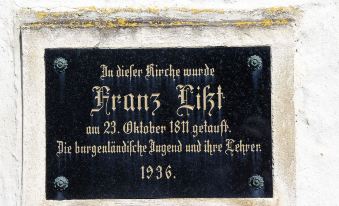 In dieser Kirche wurde
Franz Liszt
am 23. Oktober 1811 getauft.
Die burgenländische Jugend und ihre Lehrer.
1936.